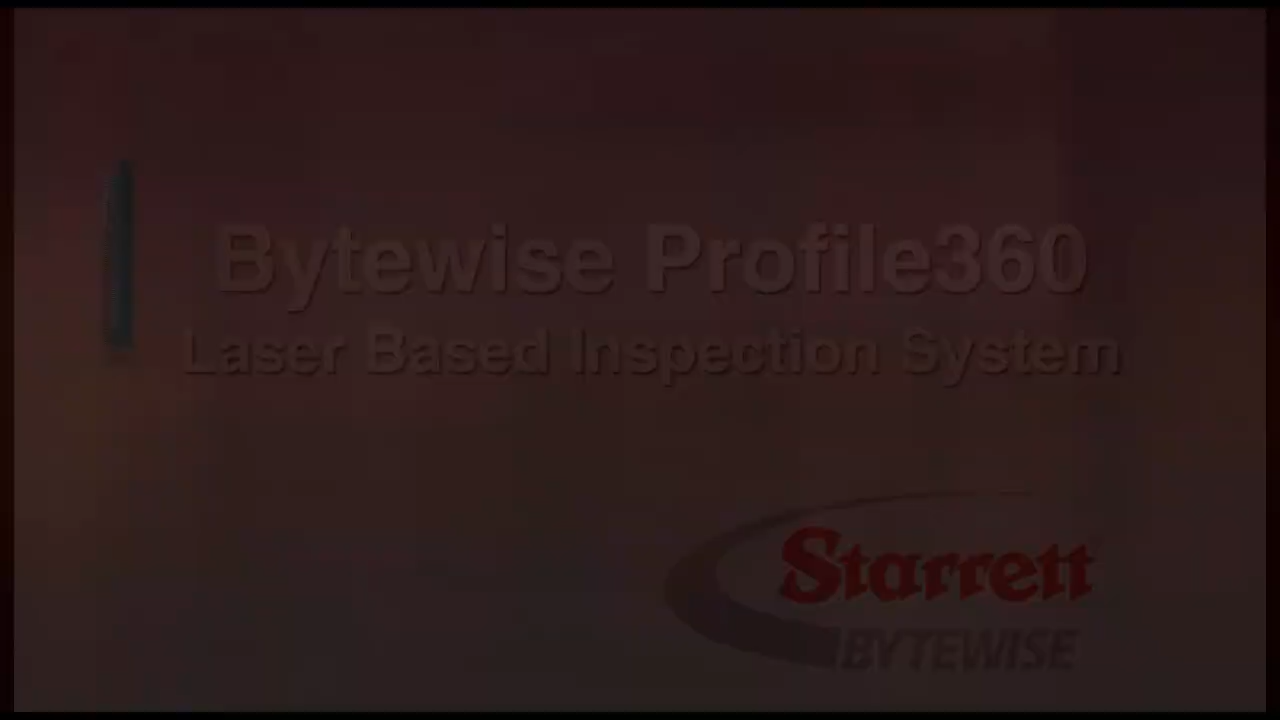 Bytewise Profile360
Laser Based Inspection System
Starrett
BYTEWISE